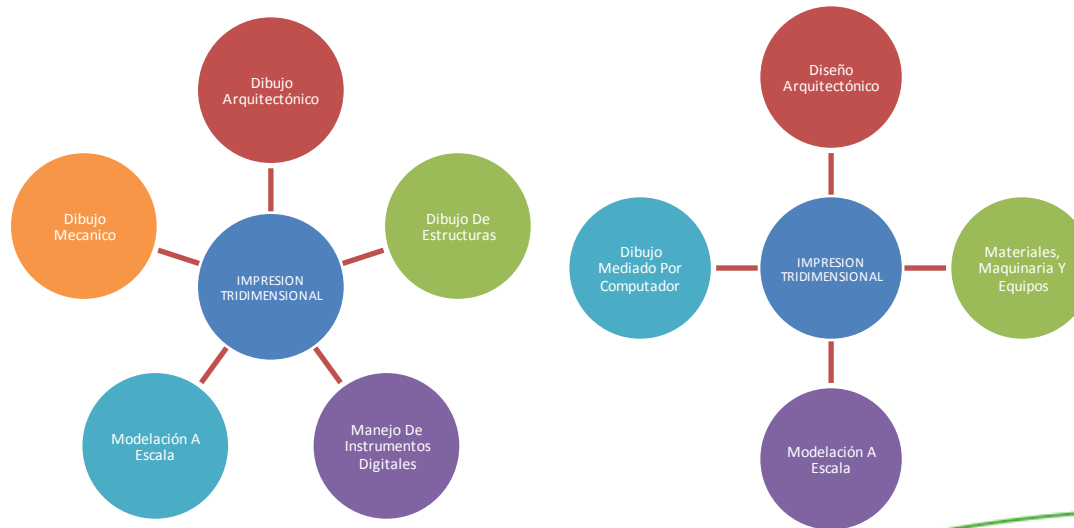 Dibujo
Arquitectónico
Dibujo
Mecanico
Dibujo De
Estructuras
IMPRESION
TRIDIMENSIONAL
Modelación A
Escala
Manejo De
Instrumentos
Digitales
Diseño
Arquitectónico
Dibujo
Mediado Por
Computador
IMPRESION
TRIDIMENSIONAL
Materiales,
Maquinaria Y
Equipos
Modelación A
Escala